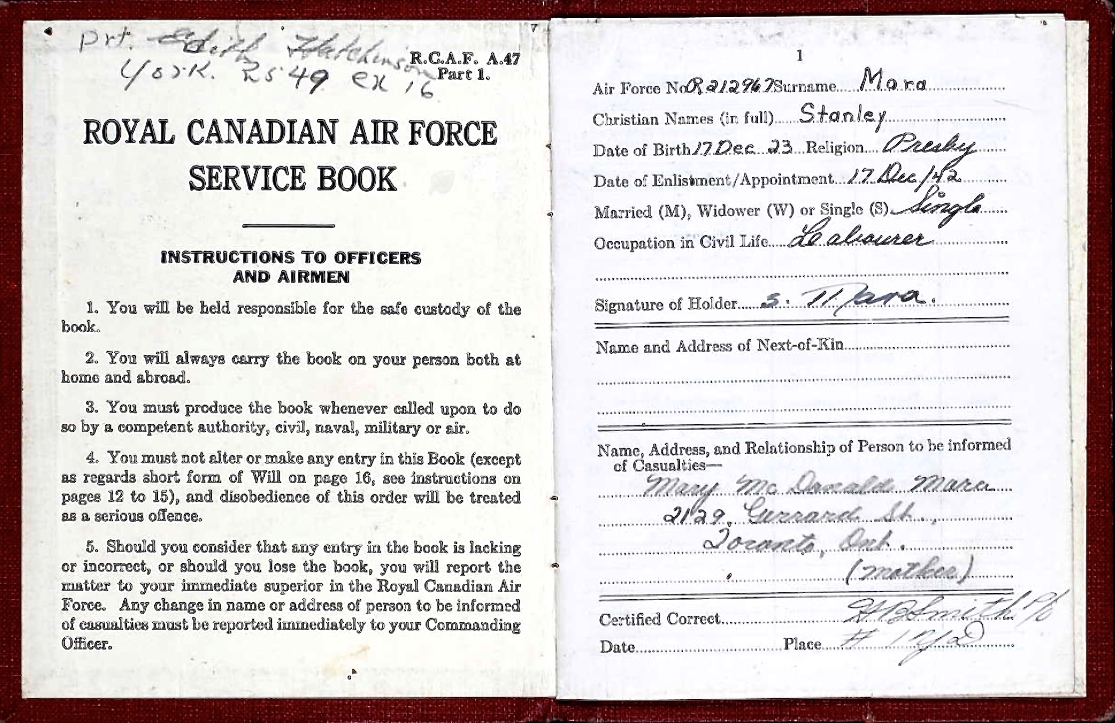 Prt. Edith Hutchinson
York. 2549 ex 16
R.C.A.F. A.47
Part 1.
ROYAL CANADIAN AIR FORCE
SERVICE BOOK
INSTRUCTIONS TO OFFICERS
AND AIRMEN
1. You will be held responsible for the safe custody of the
book.
2. You will always carry the book on your person both at
home and abroad.
3. You must produce the book whenever called upon to do
so by a competent authority, civil, naval, military or air.
4. You must not alter or make any entry in this Book (except
as regards short form of Will on page 16, see instructions on
pages 12 to 15), and disobedience of this order will be treated
as a serious offence.
5. Should you consider that any entry in the book is lacking
or incorrect, or should you lose the book, you will report the
matter to your immediate superior in the Royal Canadian Air
Force. Any change in name or address of person to be informed
of casualties must be reported immediately to your Commanding
Officer.
1
Air Force No R212967 Surname Mara
Christian Names (in full) Stanley
Date of Birth 17 Dec 23 Religion Presby
Date of Enlistment/Appointment 17 Dec/42
Married (M), Widower (W) or Single (S). Single
Occupation in Civil Life Labourer
Signature of Holder S. Mara.
Name and Address of Next-of-Kin
Name, Address, and Relationship of Person to be informed
of Casualties—
Mary McDonald Mara
2129, Gerrard St.,
Toronto, Ont.
(mother)
Certified Correct Smith P/O
Date Place